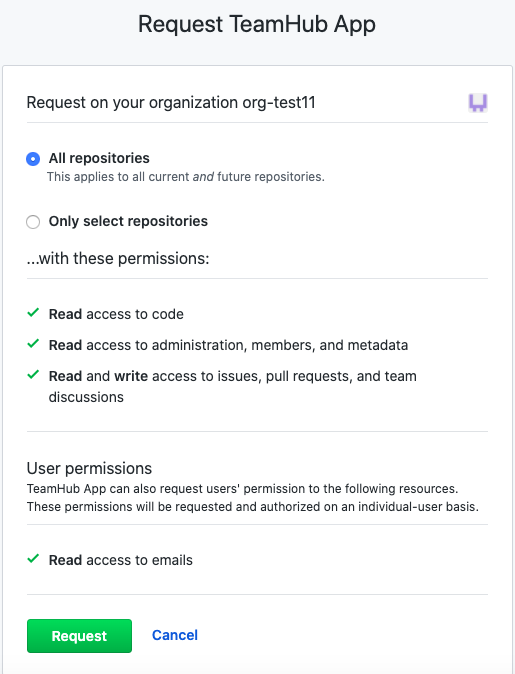 Request TeamHub App
Request on your organization org-test11
All repositories
This applies to all current and future repositories.
Only select repositories
...with these permissions:
Read access to code
Read access to administration, members, and metadata
Read and write access to issues, pull requests, and team
discussions
User permissions
TeamHub App can also request users' permission to the following resources.
These permissions will be requested and authorized on an individual-user basis.
Read access to emails
Request Cancel